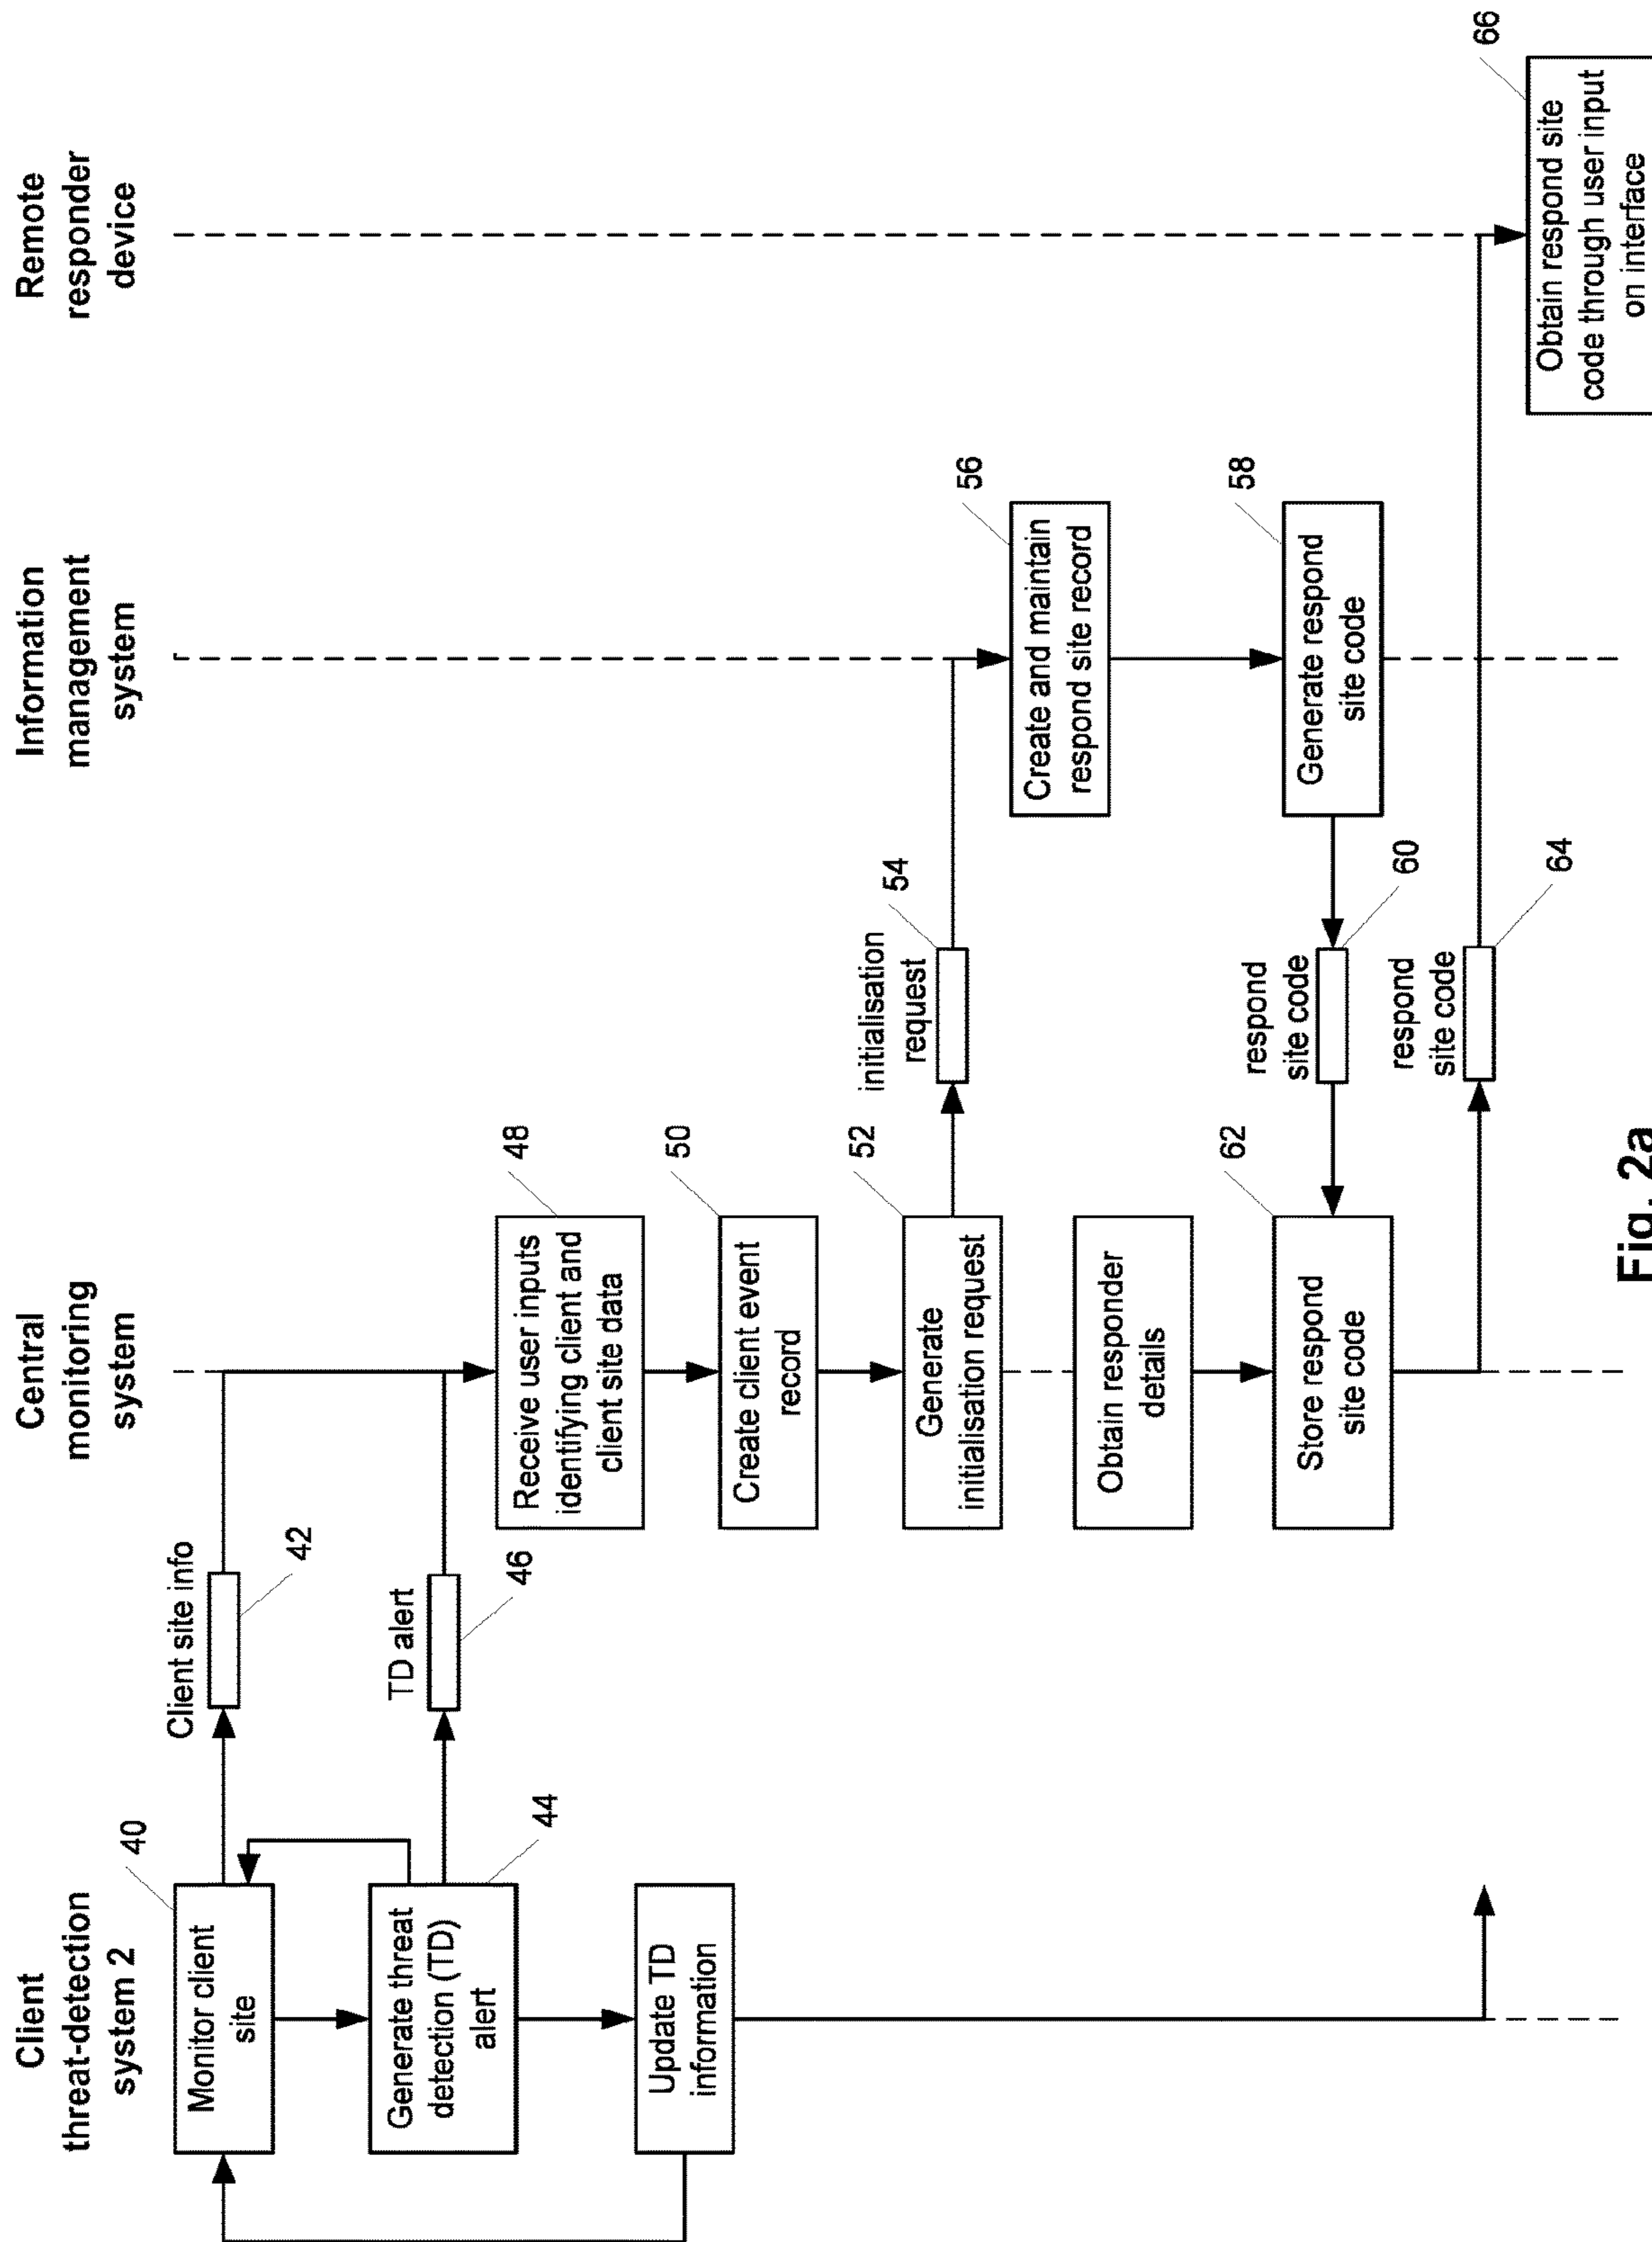 Client
threat-detection
system 2
Central
monitoring
system
Information
management
system
Remote
responder
device
40
Monitor client
site
Client site info
42
Generate threat
detection (TD)
alert
44
TD alert
46
Update TD
information
Receive user inputs
identifying client and
client site data
48
Create client event
record
50
Generate
initialisation request
52
initialisation
request
54
Create and maintain
respond site record
56
Obtain responder
details
Generate respond
site code
58
respond
site code
60
Store respond
site code
62
respond
site code
64
Obtain respond site
code through user input
on interface
66
Fig. 2a